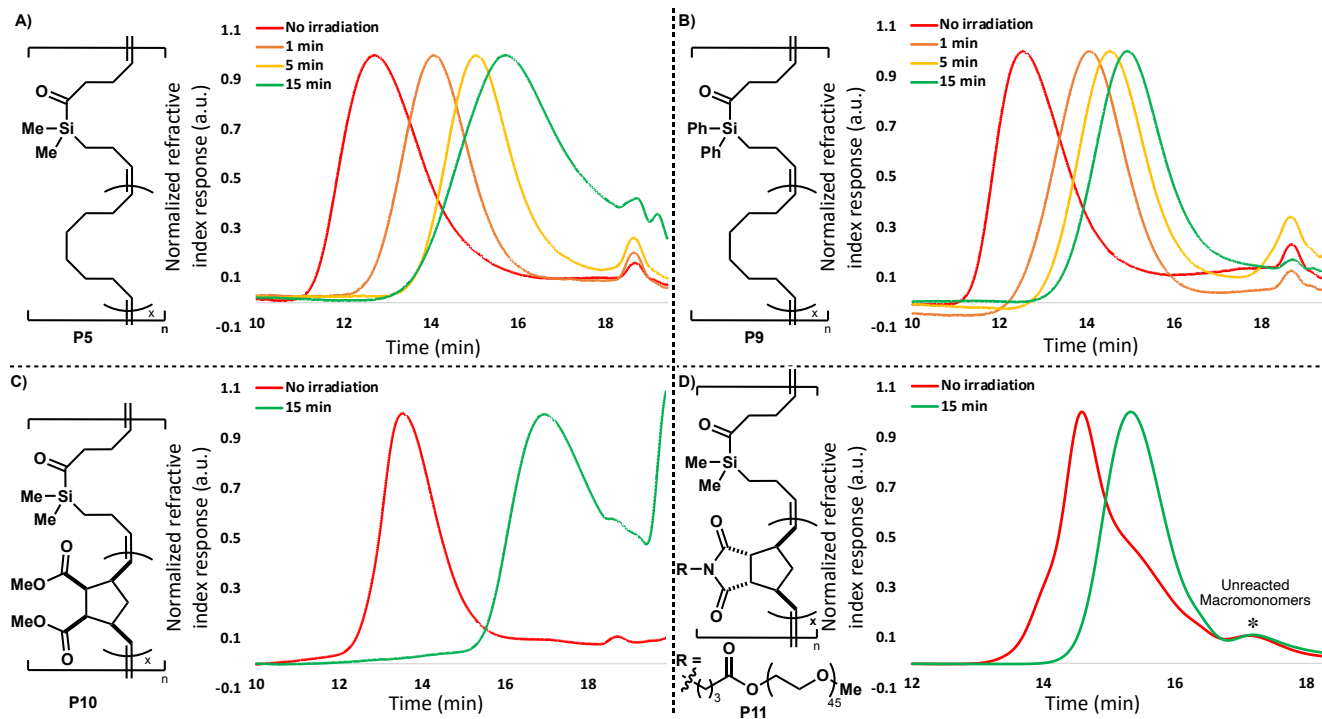 A)
No irradiation
1 min
5 min
15 min
O
Me
Si
Me
x
n
P5
Normalized refractive
index response (a.u.)
1.1
0.9
0.7
0.5
0.3
0.1
-0.1
10
12
14
16
18
Time (min)
B)
No irradiation
1 min
5 min
15 min
O
Ph
Si
Ph
x
n
P9
Normalized refractive
index response (a.u.)
1.1
0.9
0.7
0.5
0.3
0.1
-0.1
10
12
14
16
18
Time (min)
C)
No irradiation
15 min
O
Me
Si
Me
O
MeO
MeO
O
x
n
P10
Normalized refractive
index response (a.u.)
1.1
0.9
0.7
0.5
0.3
0.1
-0.1
10
12
14
16
18
Time (min)
D)
No irradiation
15 min
O
Me
Si
Me
O
R
N
O
x
n
R =
3
O
O
O
Me
45
P11
Normalized refractive
index response (a.u.)
1.1
0.9
0.7
0.5
0.3
0.1
-0.1
Unreacted
Macromonomers
*
12
14
16
18
Time (min)